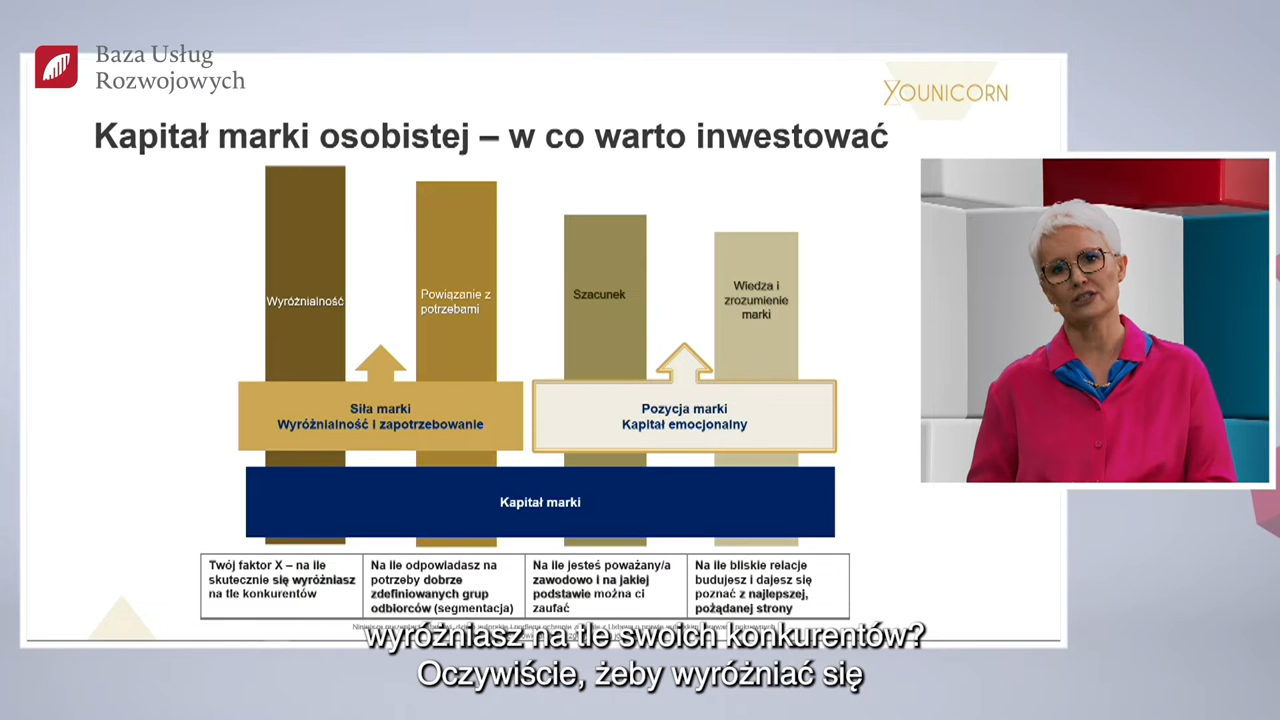 Baza Usług
Rozwojowych
YOUNICORN
Kapitał marki osobistej – w co warto inwestować
Wyróżnialność
Powiązanie z
potrzebami
Szacunek
Wiedza i
zrozumienie
marki
Siła marki
Wyróżnialność i zapotrzebowanie
Pozycja marki
Kapitał emocjonalny
Kapitał marki
Twój faktor X – na ile
skutecznie się wyróżniasz
na tle konkurentów
Na ile odpowiadasz na
potrzeby dobrze
zdefiniowanych grup
odbiorców (segmentacja)
Na ile jesteś poważany/a
zawodowo i na jakiej
podstawie można ci
zaufać
Na ile bliskie relacje
budujesz i dajesz się
poznać z najlepszej,
pożądanej strony
wyróżniasz na tle swoich konkurentów?
Oczywiście, żeby wyróżniać się